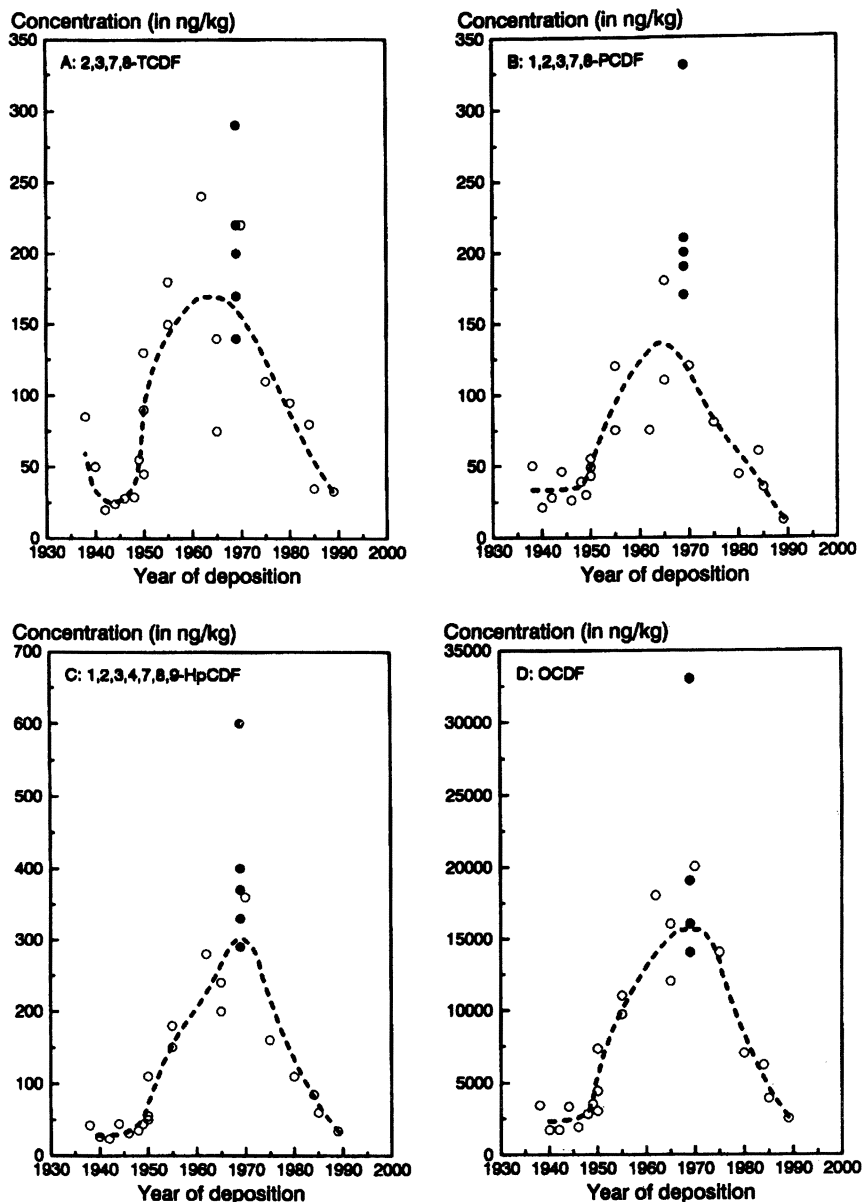 Concentration (in ng/kg)
350
A: 2,3,7,8-TCDF
300
250
200
150
100
50
0
1930 1940 1950 1960 1970 1980 1990 2000
Year of deposition
Concentration (in ng/kg)
350
B: 1,2,3,7,8-PCDF
300
250
200
150
100
50
0
1930 1940 1950 1960 1970 1980 1990 2000
Year of deposition
Concentration (in ng/kg)
700
C: 1,2,3,4,7,8,9-HpCDF
600
500
400
300
200
100
0
1930 1940 1950 1960 1970 1980 1990 2000
Year of deposition
Concentration (in ng/kg)
35000
D: OCDF
30000
25000
20000
15000
10000
5000
0
1930 1940 1950 1960 1970 1980 1990 2000
Year of deposition